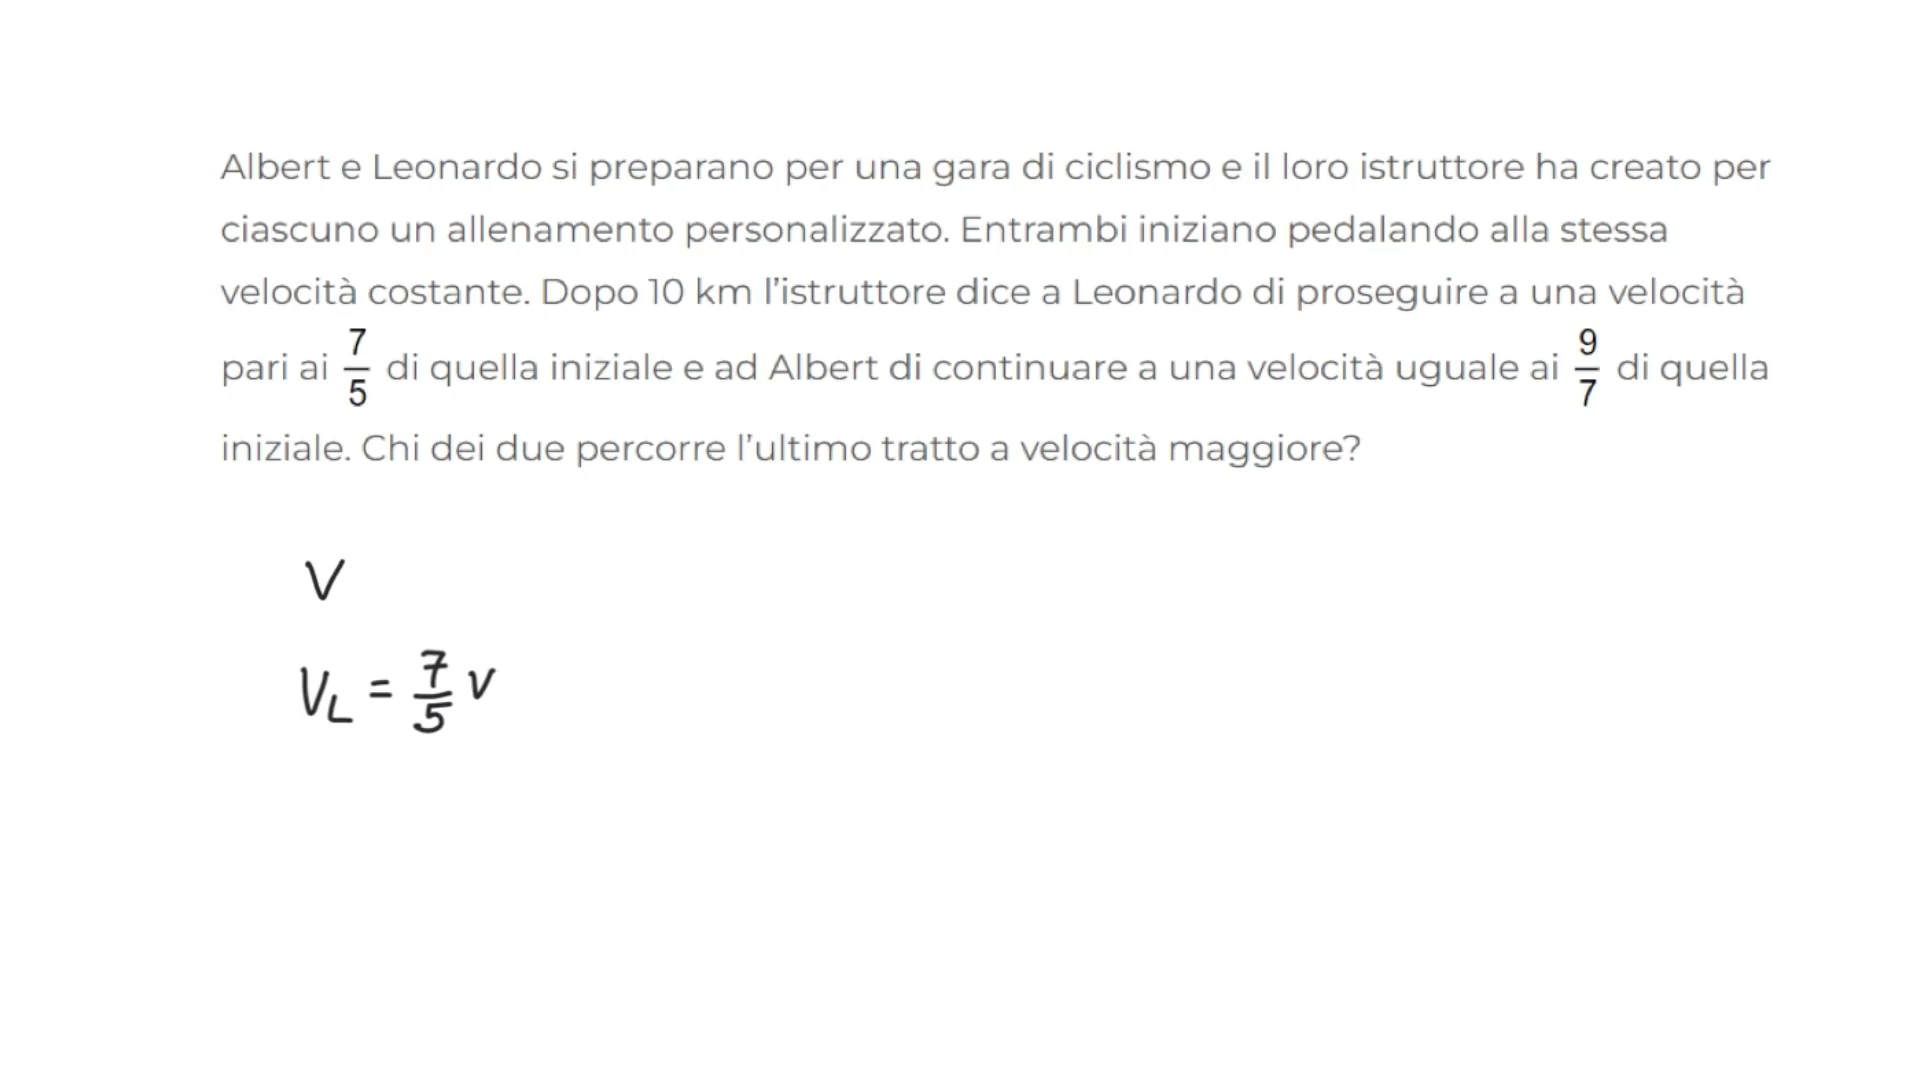 Albert e Leonardo si preparano per una gara di ciclismo e il loro istruttore ha creato per
ciascuno un allenamento personalizzato. Entrambi iniziano pedalando alla stessa
velocità costante. Dopo 10 km l'istruttore dice a Leonardo di proseguire a una velocità
pari ai 7/5 di quella iniziale e ad Albert di continuare a una velocità uguale ai 9/7 di quella
iniziale. Chi dei due percorre l'ultimo tratto a velocità maggiore?
V
V_L = 7/5 v